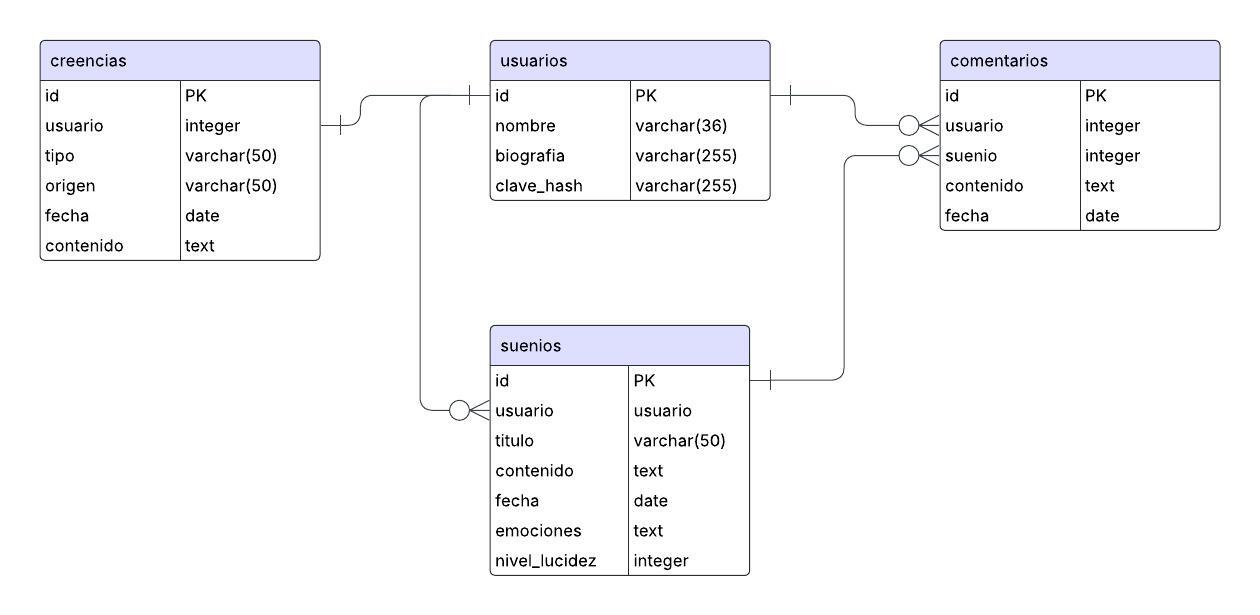 creencias
id PK
usuario integer
tipo varchar(50)
origen varchar(50)
fecha date
contenido text
usuarios
id PK
nombre varchar(36)
biografia varchar(255)
clave_hash varchar(255)
comentarios
id PK
usuario integer
suenio integer
contenido text
fecha date
suenios
id PK
usuario usuario
titulo varchar(50)
contenido text
fecha date
emociones text
nivel_lucidez integer